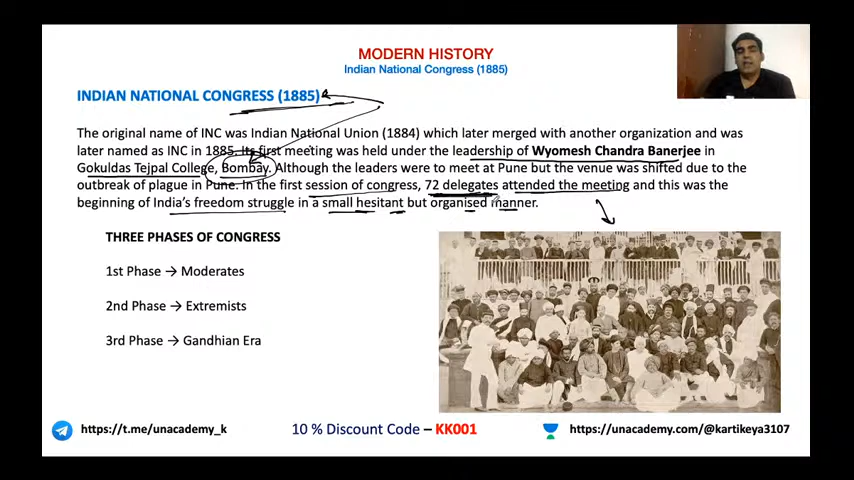 MODERN HISTORY
Indian National Congress (1885)
INDIAN NATIONAL CONGRESS (1885)
The original name of INC was Indian National Union (1884) which later merged with another organization and was
later named as INC in 1885. Its first meeting was held under the leadership of Wyomesh Chandra Banerjee in
Gokuldas Tejpal College, Bombay. Although the leaders were to meet at Pune but the venue was shifted due to the
outbreak of plague in Pune. In the first session of congress, 72 delegates attended the meeting and this was the
beginning of India's freedom struggle in a small hesitant but organised manner.
THREE PHASES OF CONGRESS
1st Phase → Moderates
2nd Phase → Extremists
3rd Phase → Gandhian Era
https://t.me/unacademy_k
10 % Discount Code – KK001
https://unacademy.com/@kartikeya3107